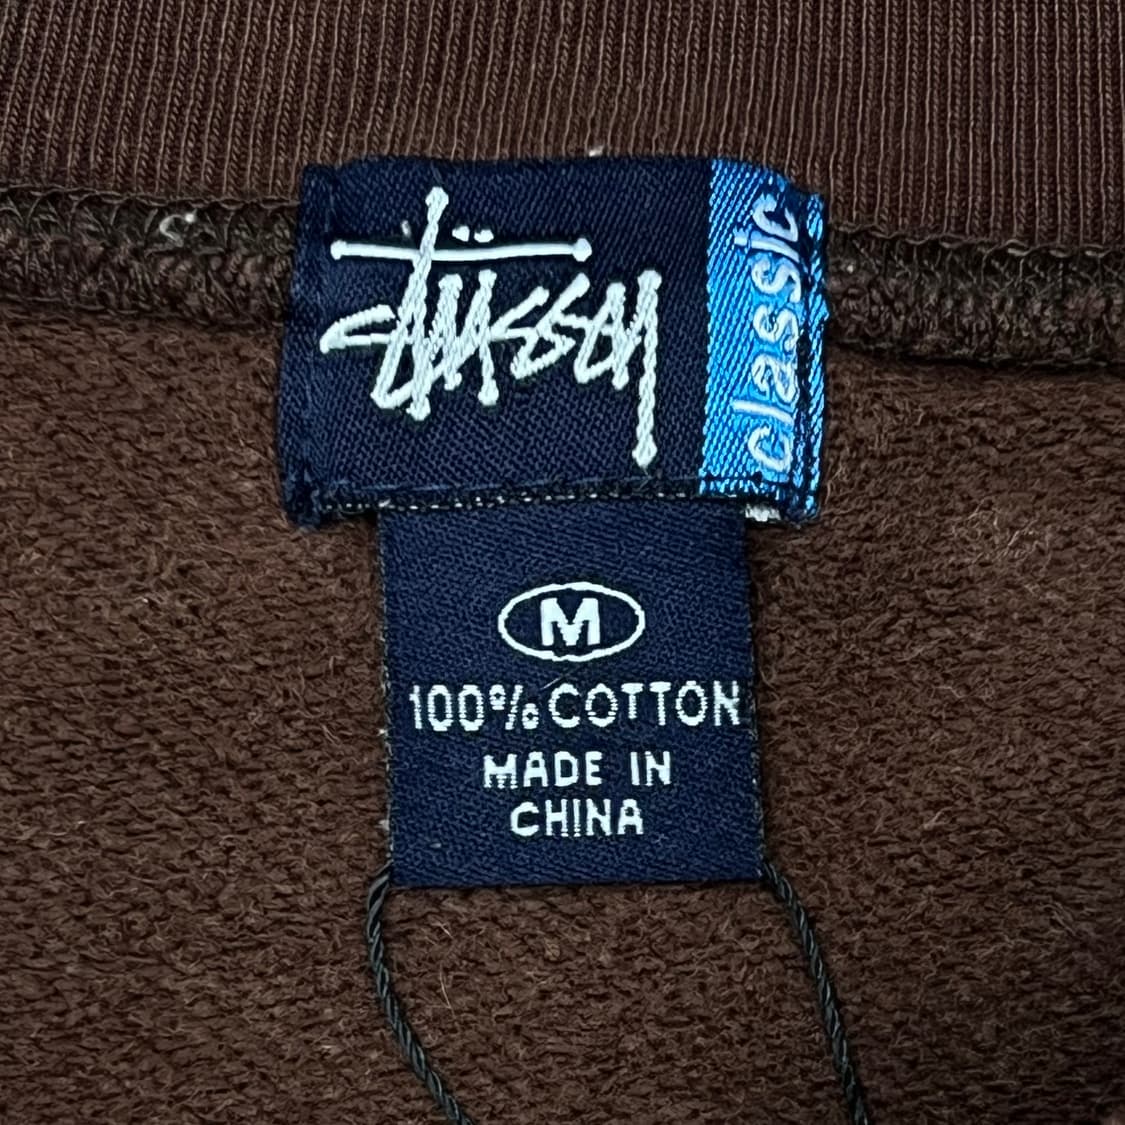 Stüssy
classic
M
100% COTTON
MADE IN
CHINA